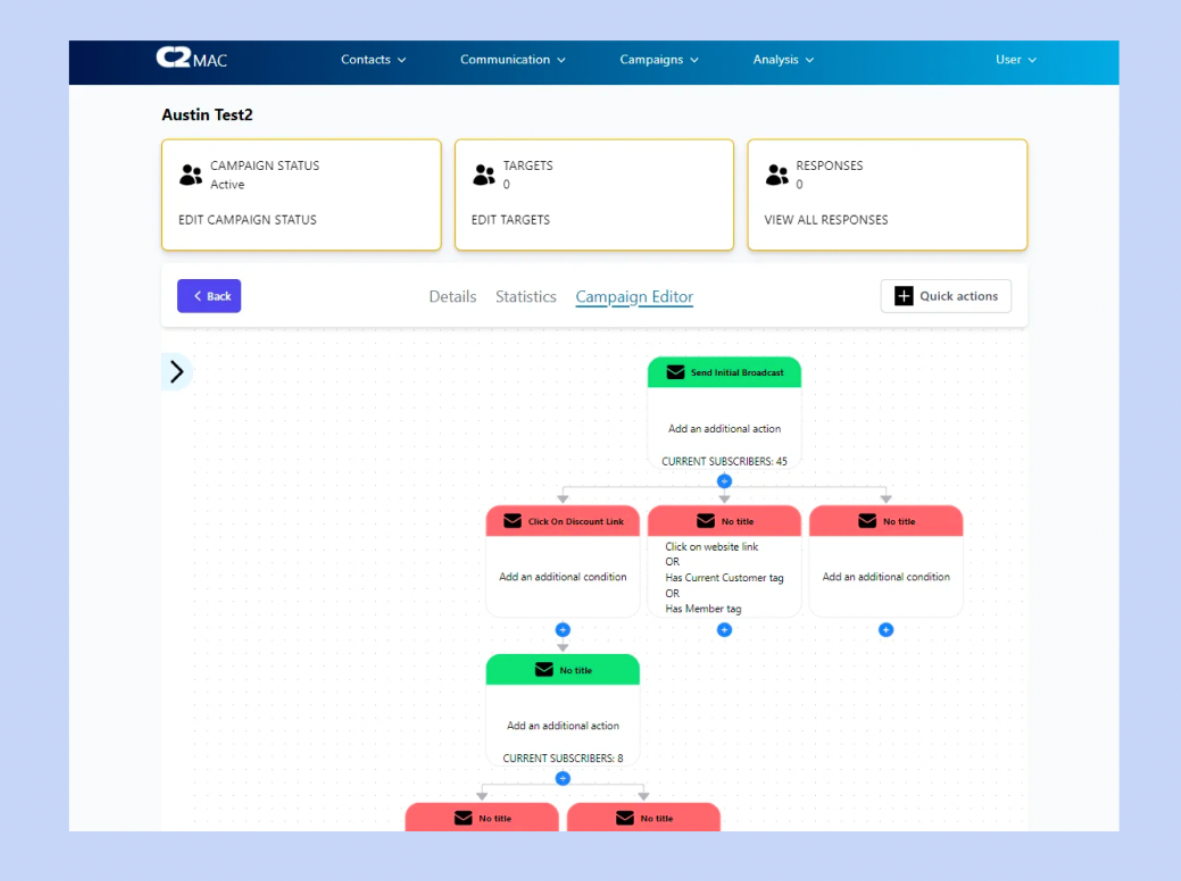 C2 MAC
Contacts Communication Campaigns Analysis User
Austin Test2
CAMPAIGN STATUS
Active
EDIT CAMPAIGN STATUS
TARGETS
0
EDIT TARGETS
RESPONSES
0
VIEW ALL RESPONSES
Back
Details Statistics Campaign Editor
Quick actions
Send Initial Broadcast
Add an additional action
CURRENT SUBSCRIBERS: 45
Click On Discount Link
Add an additional condition
No title
Click on website link
OR
Has Current Customer tag
OR
Has Member tag
No title
Add an additional condition
No title
Add an additional action
CURRENT SUBSCRIBERS: 8
No title
No title